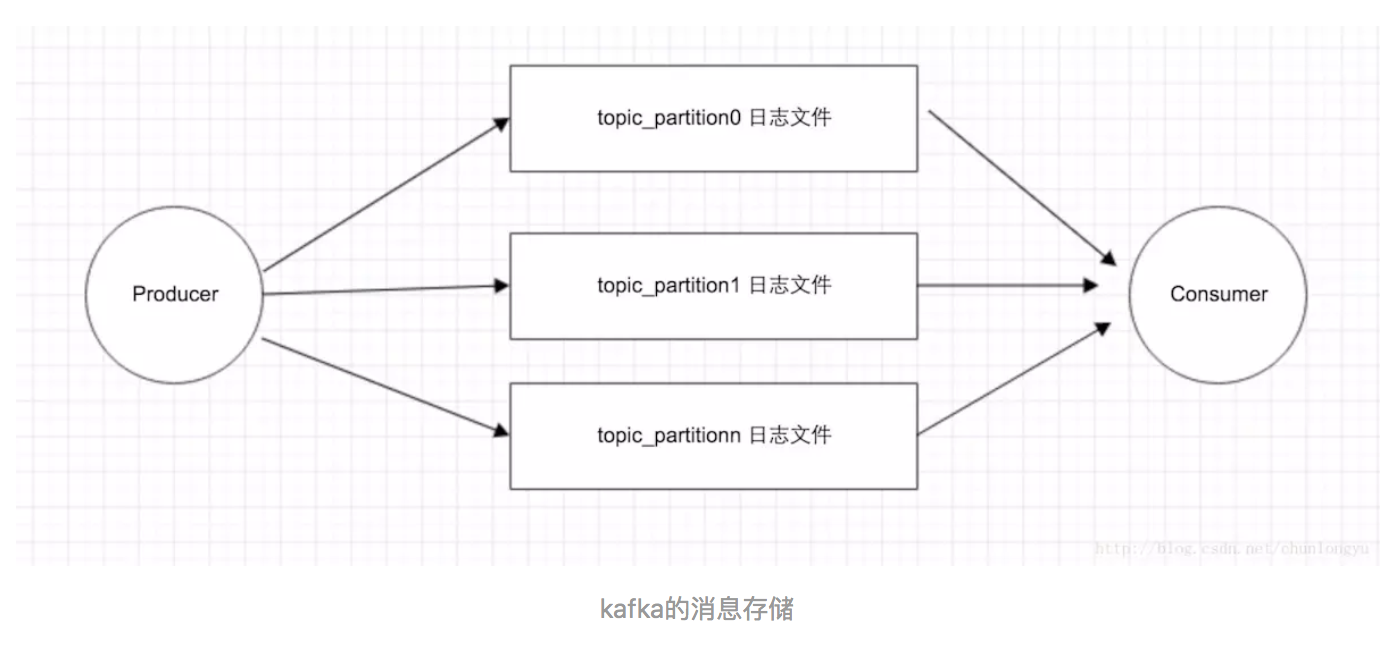 topic_partition0 日志文件
Producer
topic_partition1 日志文件
Consumer
topic_partitionn 日志文件
http://blog.csdn.net/chunlongyu
kafka的消息存储